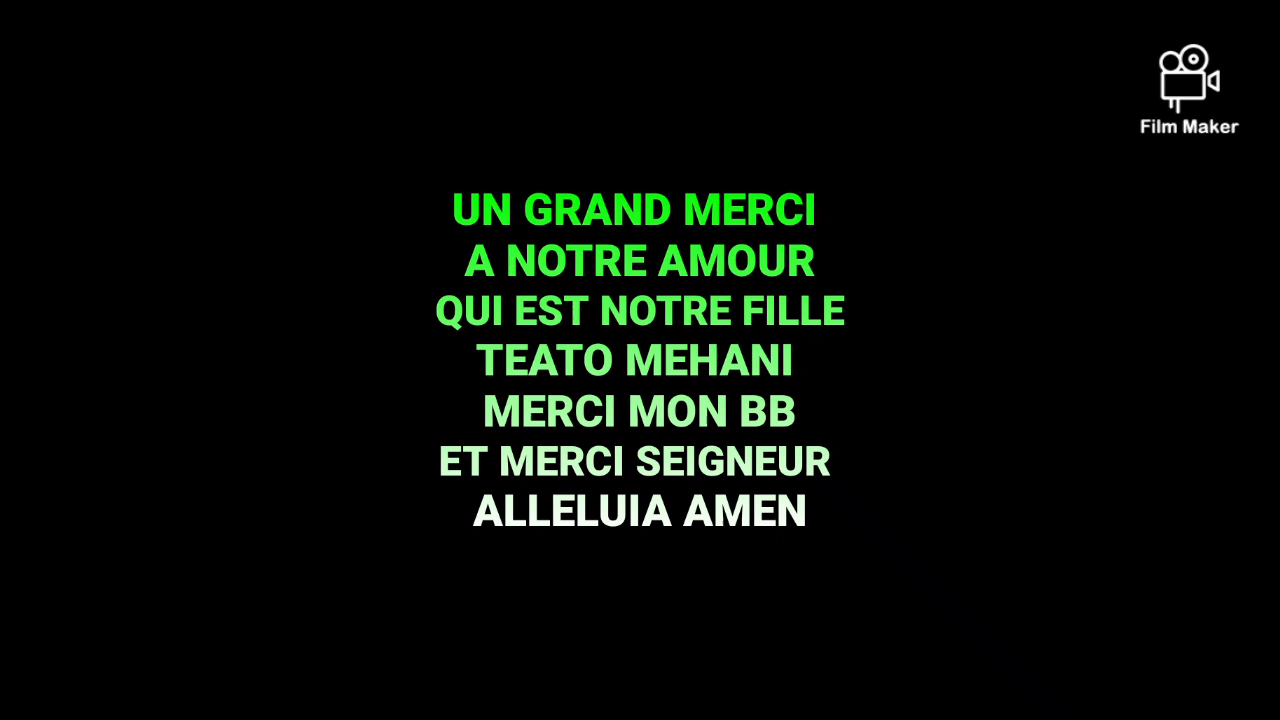 Film Maker
UN GRAND MERCI
A NOTRE AMOUR
QUI EST NOTRE FILLE
TEATO MEHANI
MERCI MON BB
ET MERCI SEIGNEUR
ALLELUIA AMEN